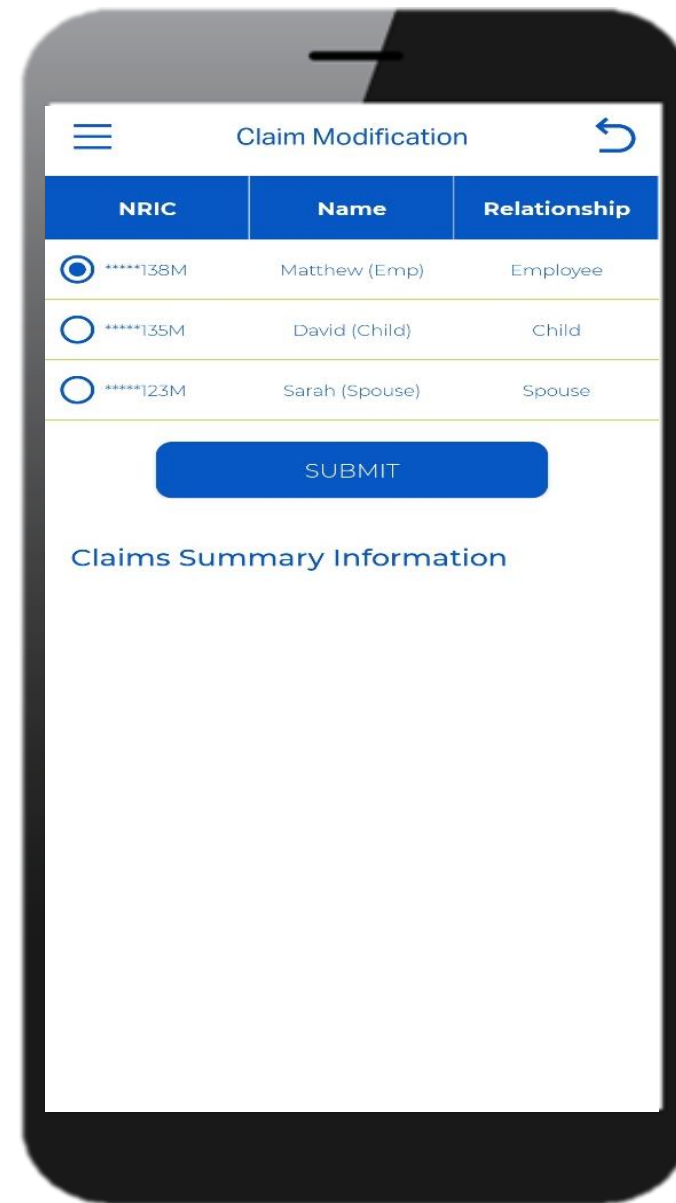 Claim Modification
NRIC Name Relationship
*****138M Matthew (Emp) Employee
*****135M David (Child) Child
*****123M Sarah (Spouse) Spouse
SUBMIT
Claims Summary Information